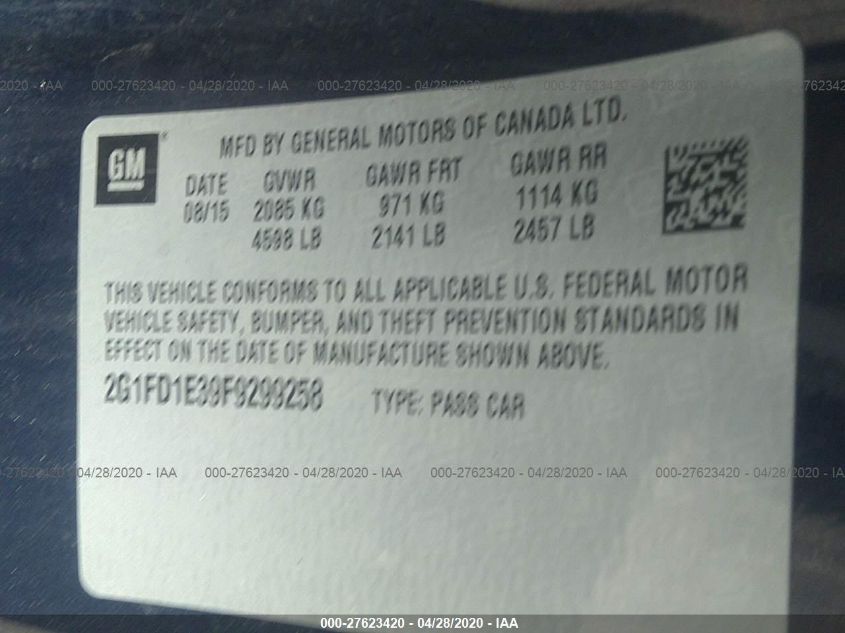 000-27623420 - 04/28/2020 - IAA 000-27623420 - 04/28/2020 - IAA 000-27623420 - 04/28/2020 - IAA
MFD BY GENERAL MOTORS OF CANADA LTD.
GM
DATE GVWR GAWR FRT GAWR RR
08/15 2085 KG 971 KG 1114 KG
4598 LB 2141 LB 2457 LB
THIS VEHICLE CONFORMS TO ALL APPLICABLE U.S. FEDERAL MOTOR
VEHICLE SAFETY, BUMPER, AND THEFT PREVENTION STANDARDS IN
EFFECT ON THE DATE OF MANUFACTURE SHOWN ABOVE.
2G1FD1E39F9299258 TYPE: PASS CAR
000-27623420 - 04/28/2020 - IAA 000-27623420 - 04/28/2020 - IAA 000-27623420 - 04/28/2020 - IAA
000-27623420 - 04/28/2020 - IAA